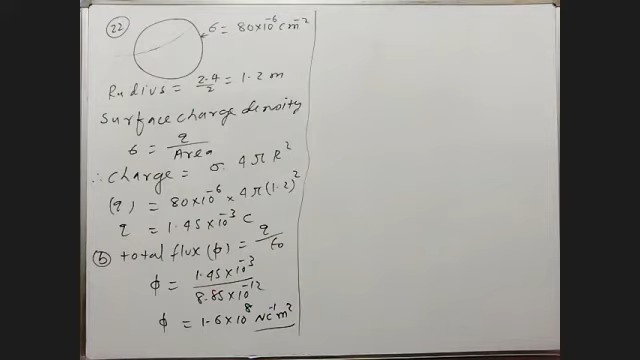 22 σ = 80×10⁻⁶ cm⁻²
Radius = 2.4/2 = 1.2 m
Surface charge density
σ = q/Area
∴ Charge = σ. 4π R²
(q) = 80×10⁻⁶ × 4π(1.2)²
q = 1.45×10⁻³ C
(b) total flux (ϕ) = q/ϵ₀
ϕ = 1.45×10⁻³/8.85×10⁻¹²
ϕ = 1.6×10⁸ NC⁻¹m²